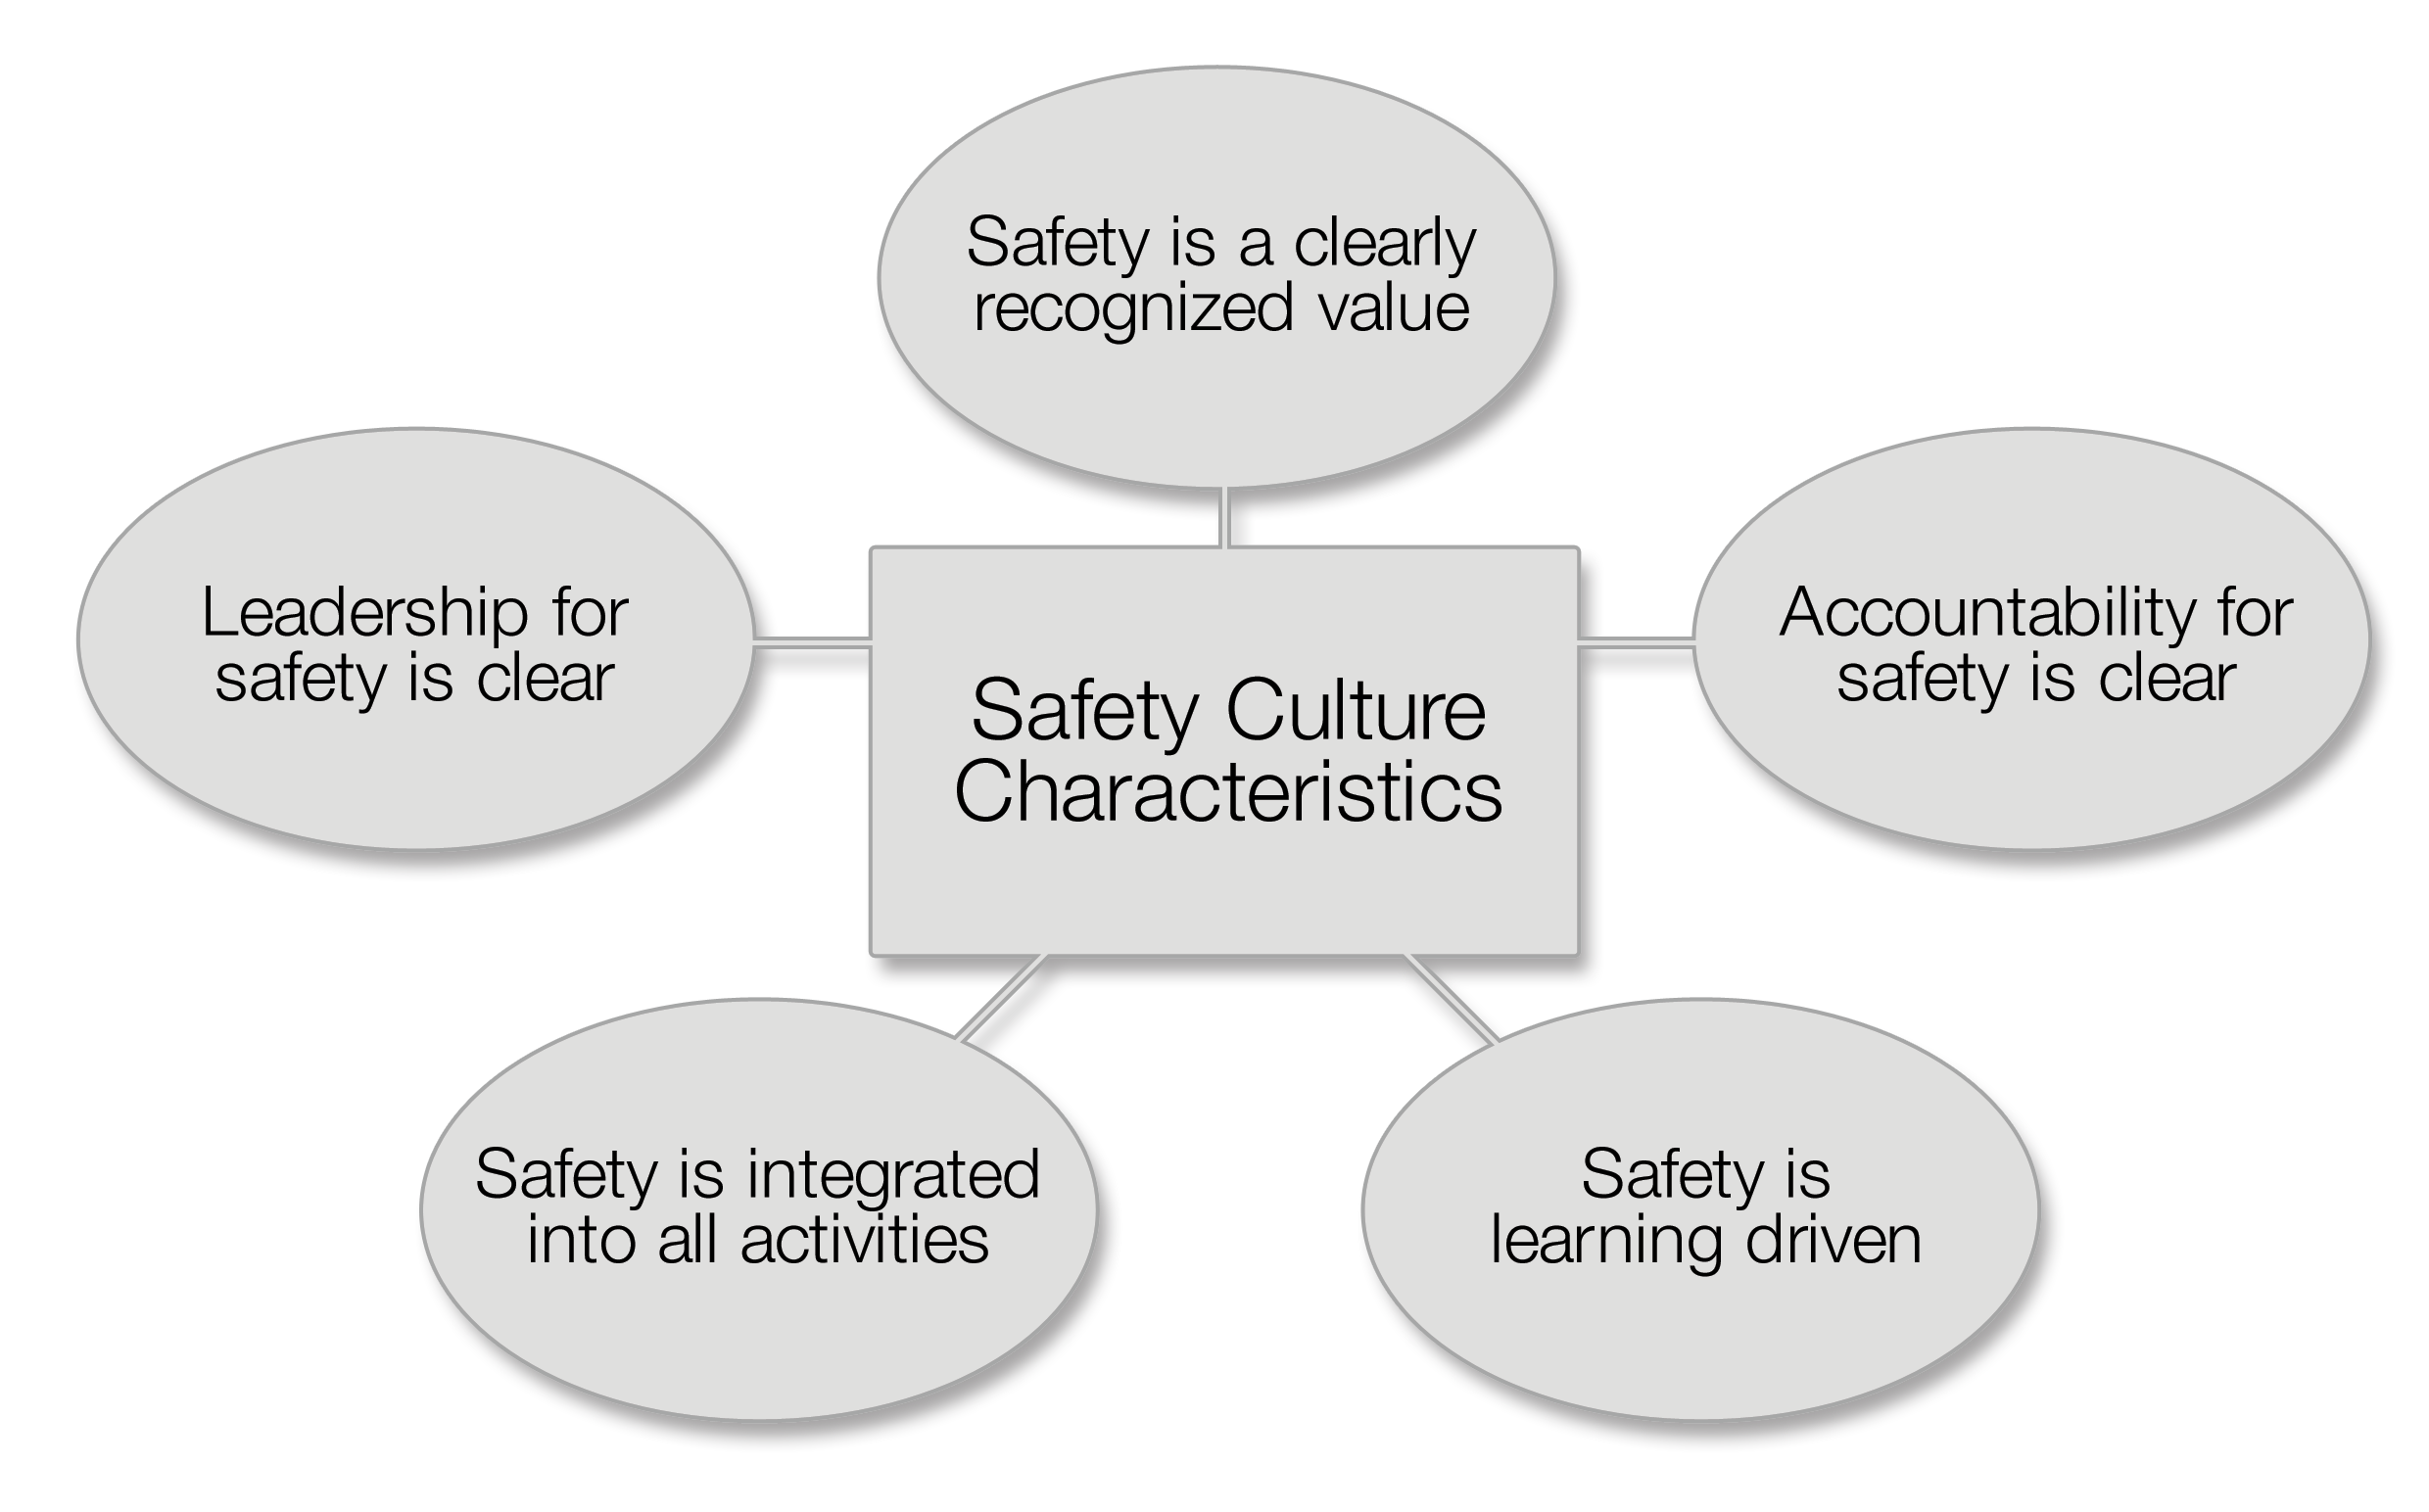 Safety is a clearly
recognized value
Leadership for
safety is clear
Accountability for
safety is clear
Safety Culture
Characteristics
Safety is integrated
into all activities
Safety is
learning driven